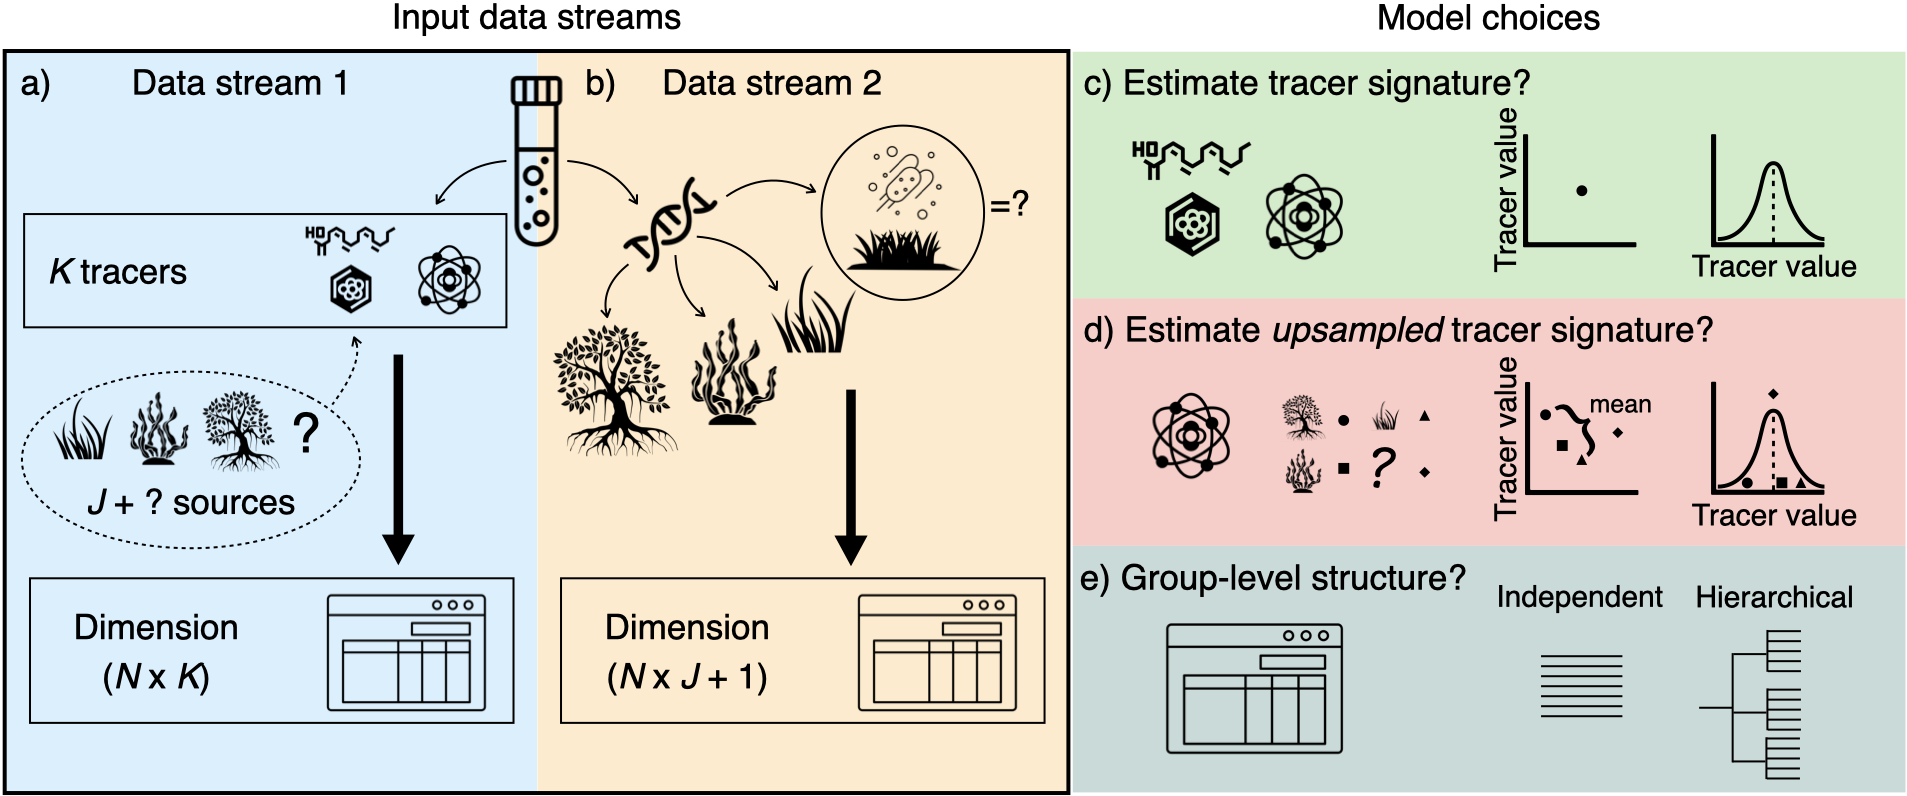 Input data streams
Model choices
a) Data stream 1
b) Data stream 2
c) Estimate tracer signature?
HO
K tracers
HO
=?
Tracer value
Tracer value
d) Estimate upsampled tracer signature?
?
J + ? sources
?
mean
Tracer value
Tracer value
Dimension
(N x K)
Dimension
(N x J + 1)
e) Group-level structure?
Independent
Hierarchical